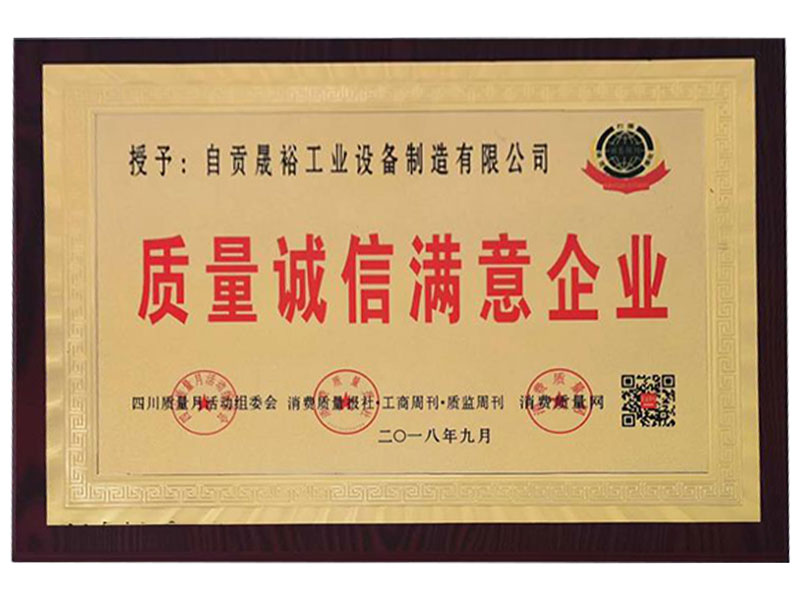 授予：自贡晟裕工业设备制造有限公司
质量诚信满意企业
四川质量月活动组委会 消费质量报社·工商周刊·质监周刊 消费质量网
二〇一八年九月